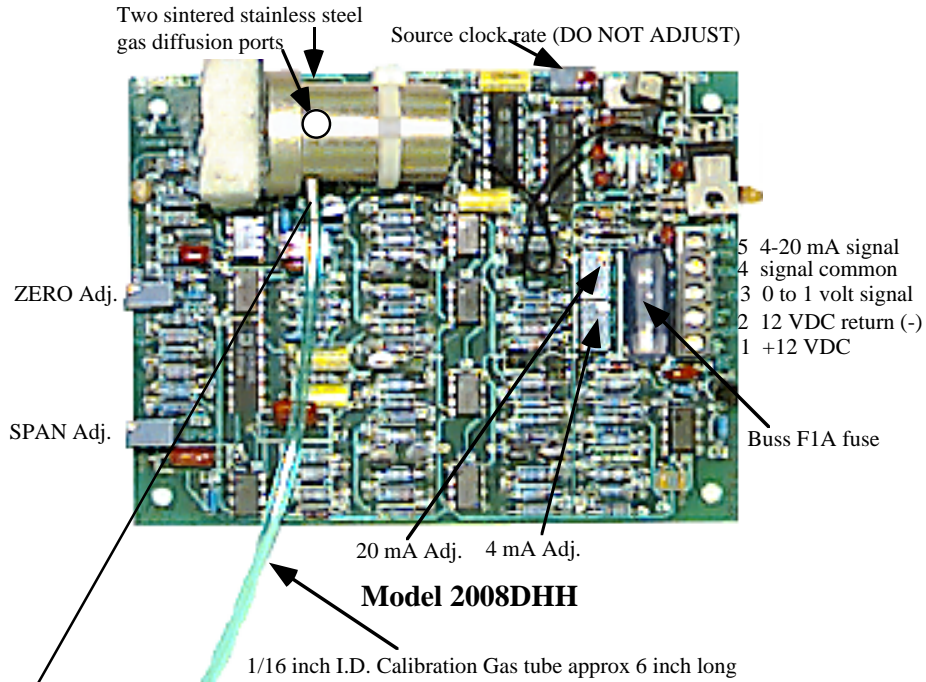 Two sintered stainless steel
gas diffusion ports
Source clock rate (DO NOT ADJUST)
5 4-20 mA signal
4 signal common
3 0 to 1 volt signal
2 12 VDC return (-)
1 +12 VDC
ZERO Adj.
SPAN Adj.
Buss F1A fuse
20 mA Adj.
4 mA Adj.
Model 2008DHH
1/16 inch I.D. Calibration Gas tube approx 6 inch long